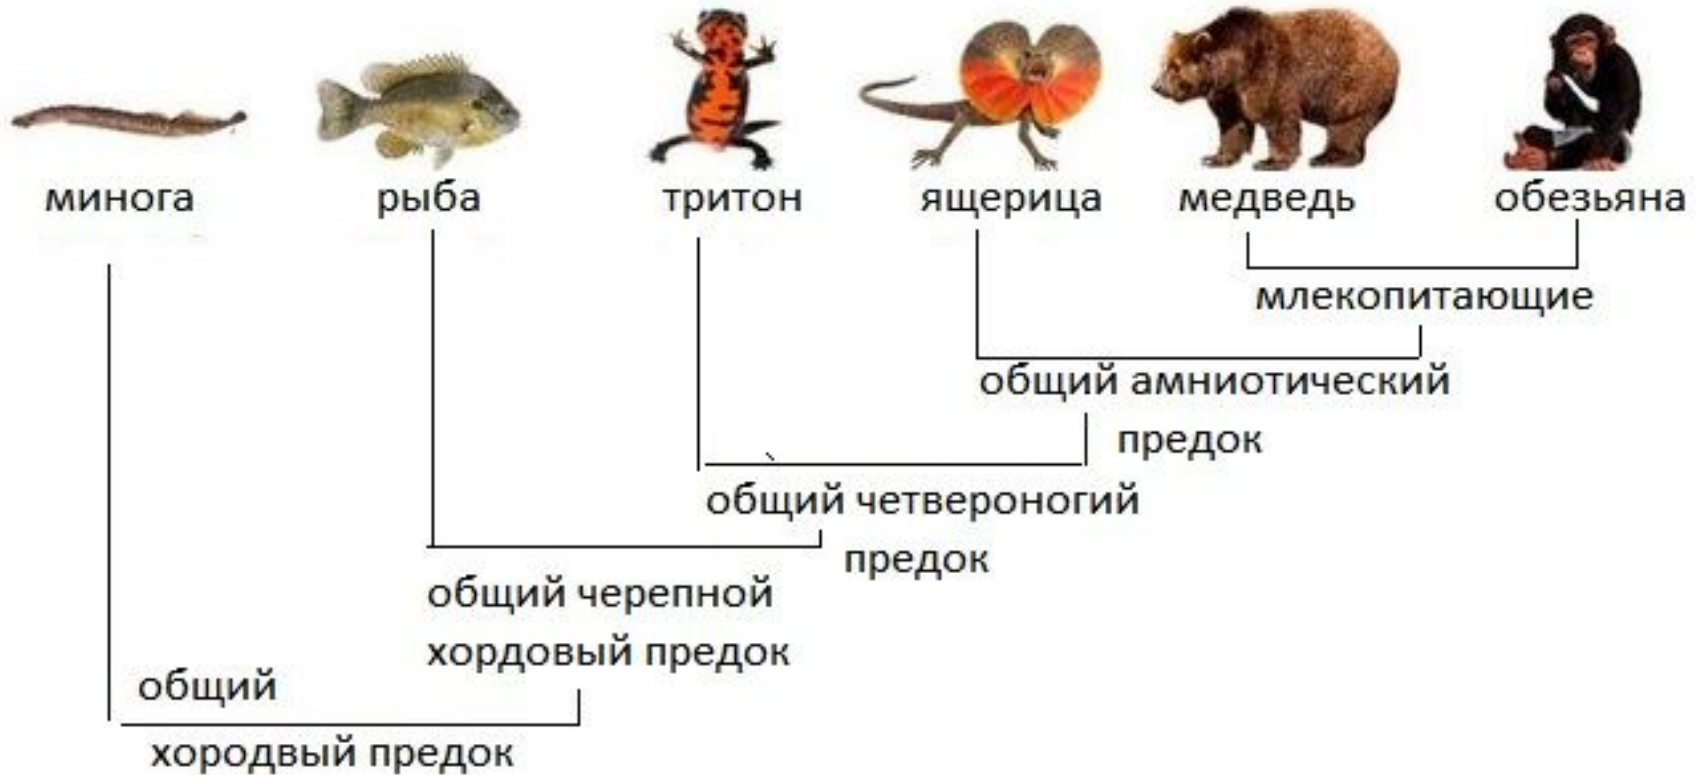 минога рыба тритон ящерица медведь обезьяна
млекопитающие
общий амниотический
предок
общий четвероногий
предок
общий черепной
хордовый предок
общий
хородвый предок